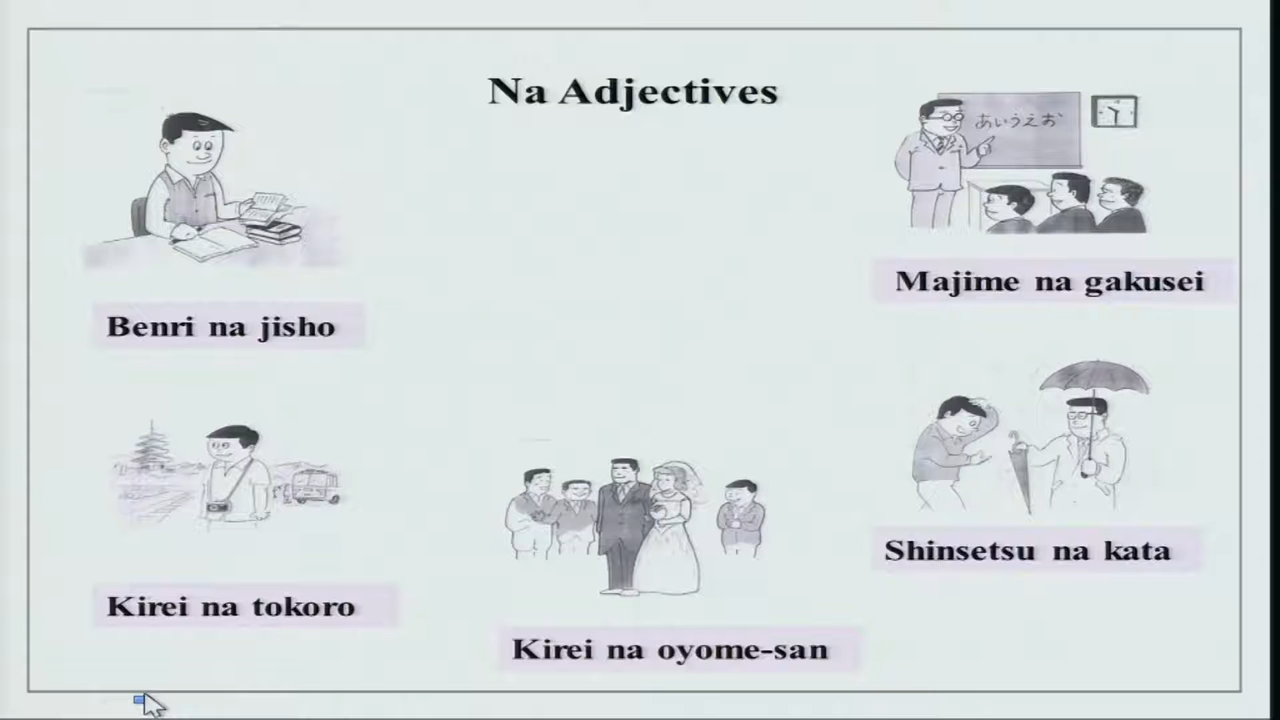 Na Adjectives
あいうえお
Majime na gakusei
Benri na jisho
Shinsetsu na kata
Kirei na tokoro
Kirei na oyome-san